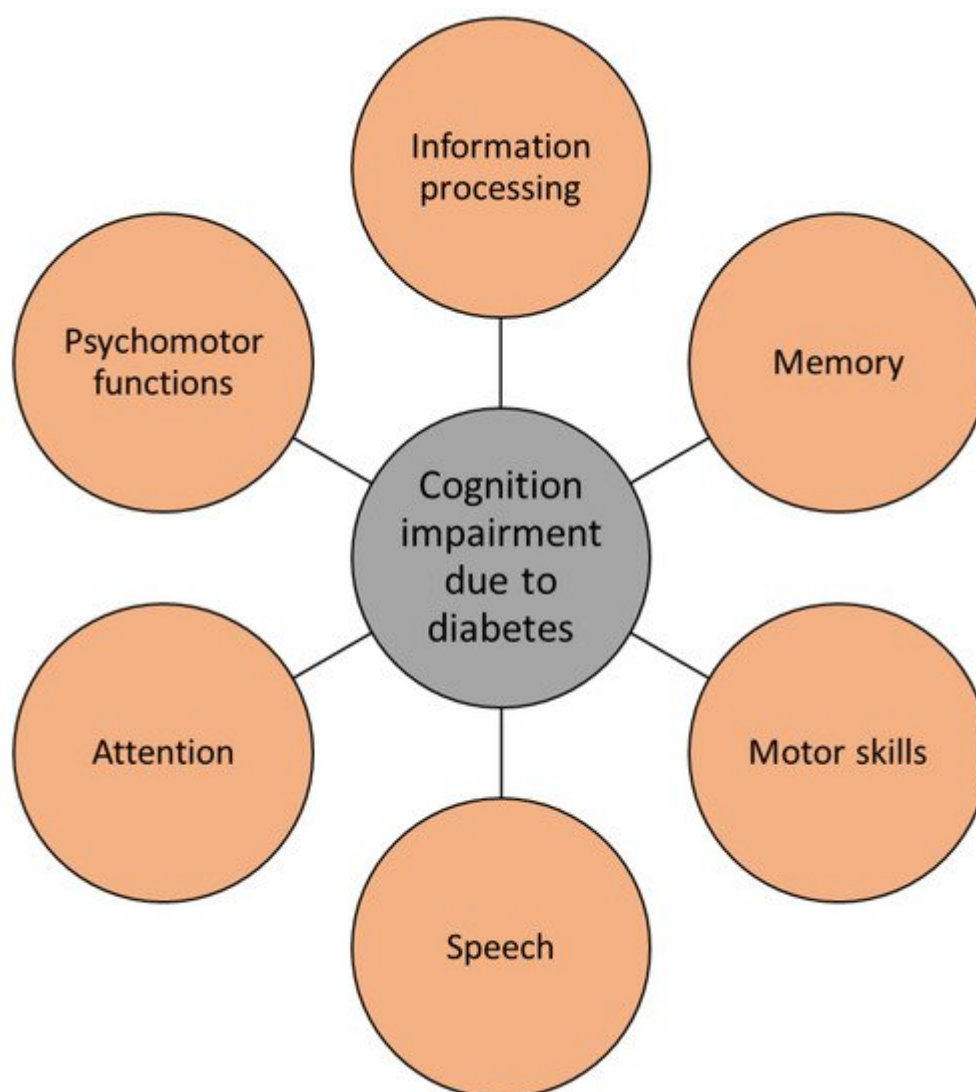 Information
processing
Psychomotor
functions
Memory
Cognition
impairment
due to
diabetes
Attention
Motor skills
Speech